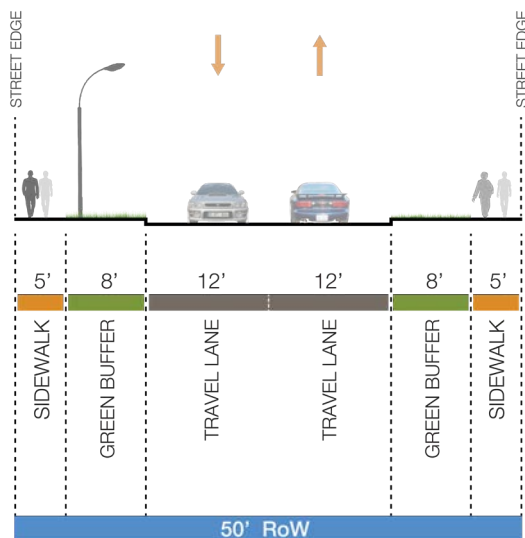 STREET EDGE
STREET EDGE
5’ 8’ 12’ 12’ 8’ 5’
SIDEWALK
GREEN BUFFER
TRAVEL LANE
TRAVEL LANE
GREEN BUFFER
SIDEWALK
50’ RoW